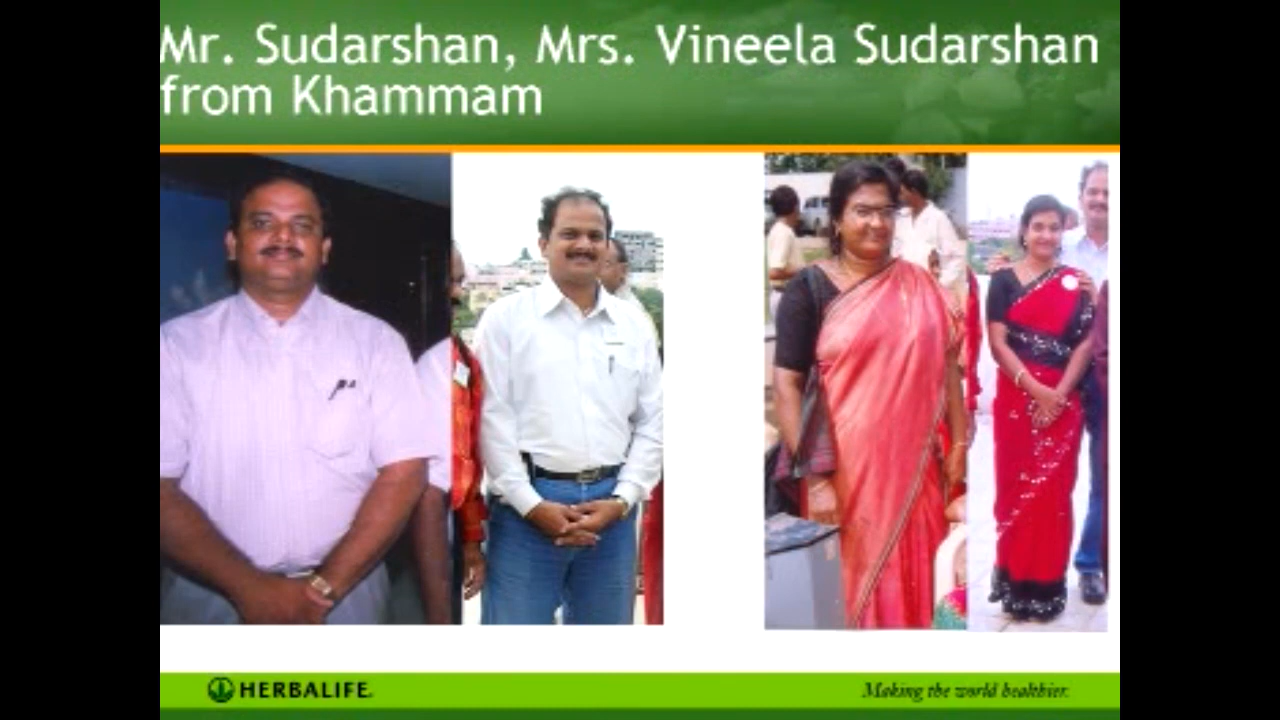 Mr. Sudarshan, Mrs. Vineela Sudarshan
from Khammam
HERBALIFE.
Making the world healthier.